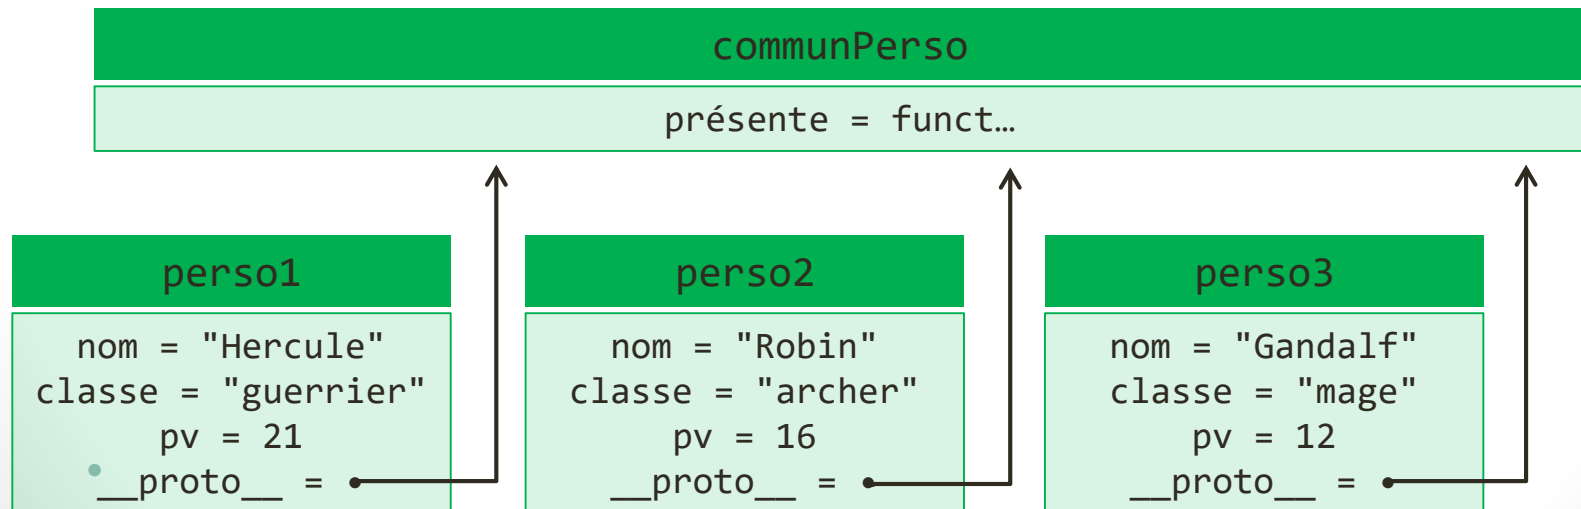 communPerso
présente = funct…
perso1
nom = "Hercule"
classe = "guerrier"
pv = 21
__proto__ =
perso2
nom = "Robin"
classe = "archer"
pv = 16
__proto__ =
perso3
nom = "Gandalf"
classe = "mage"
pv = 12
__proto__ =